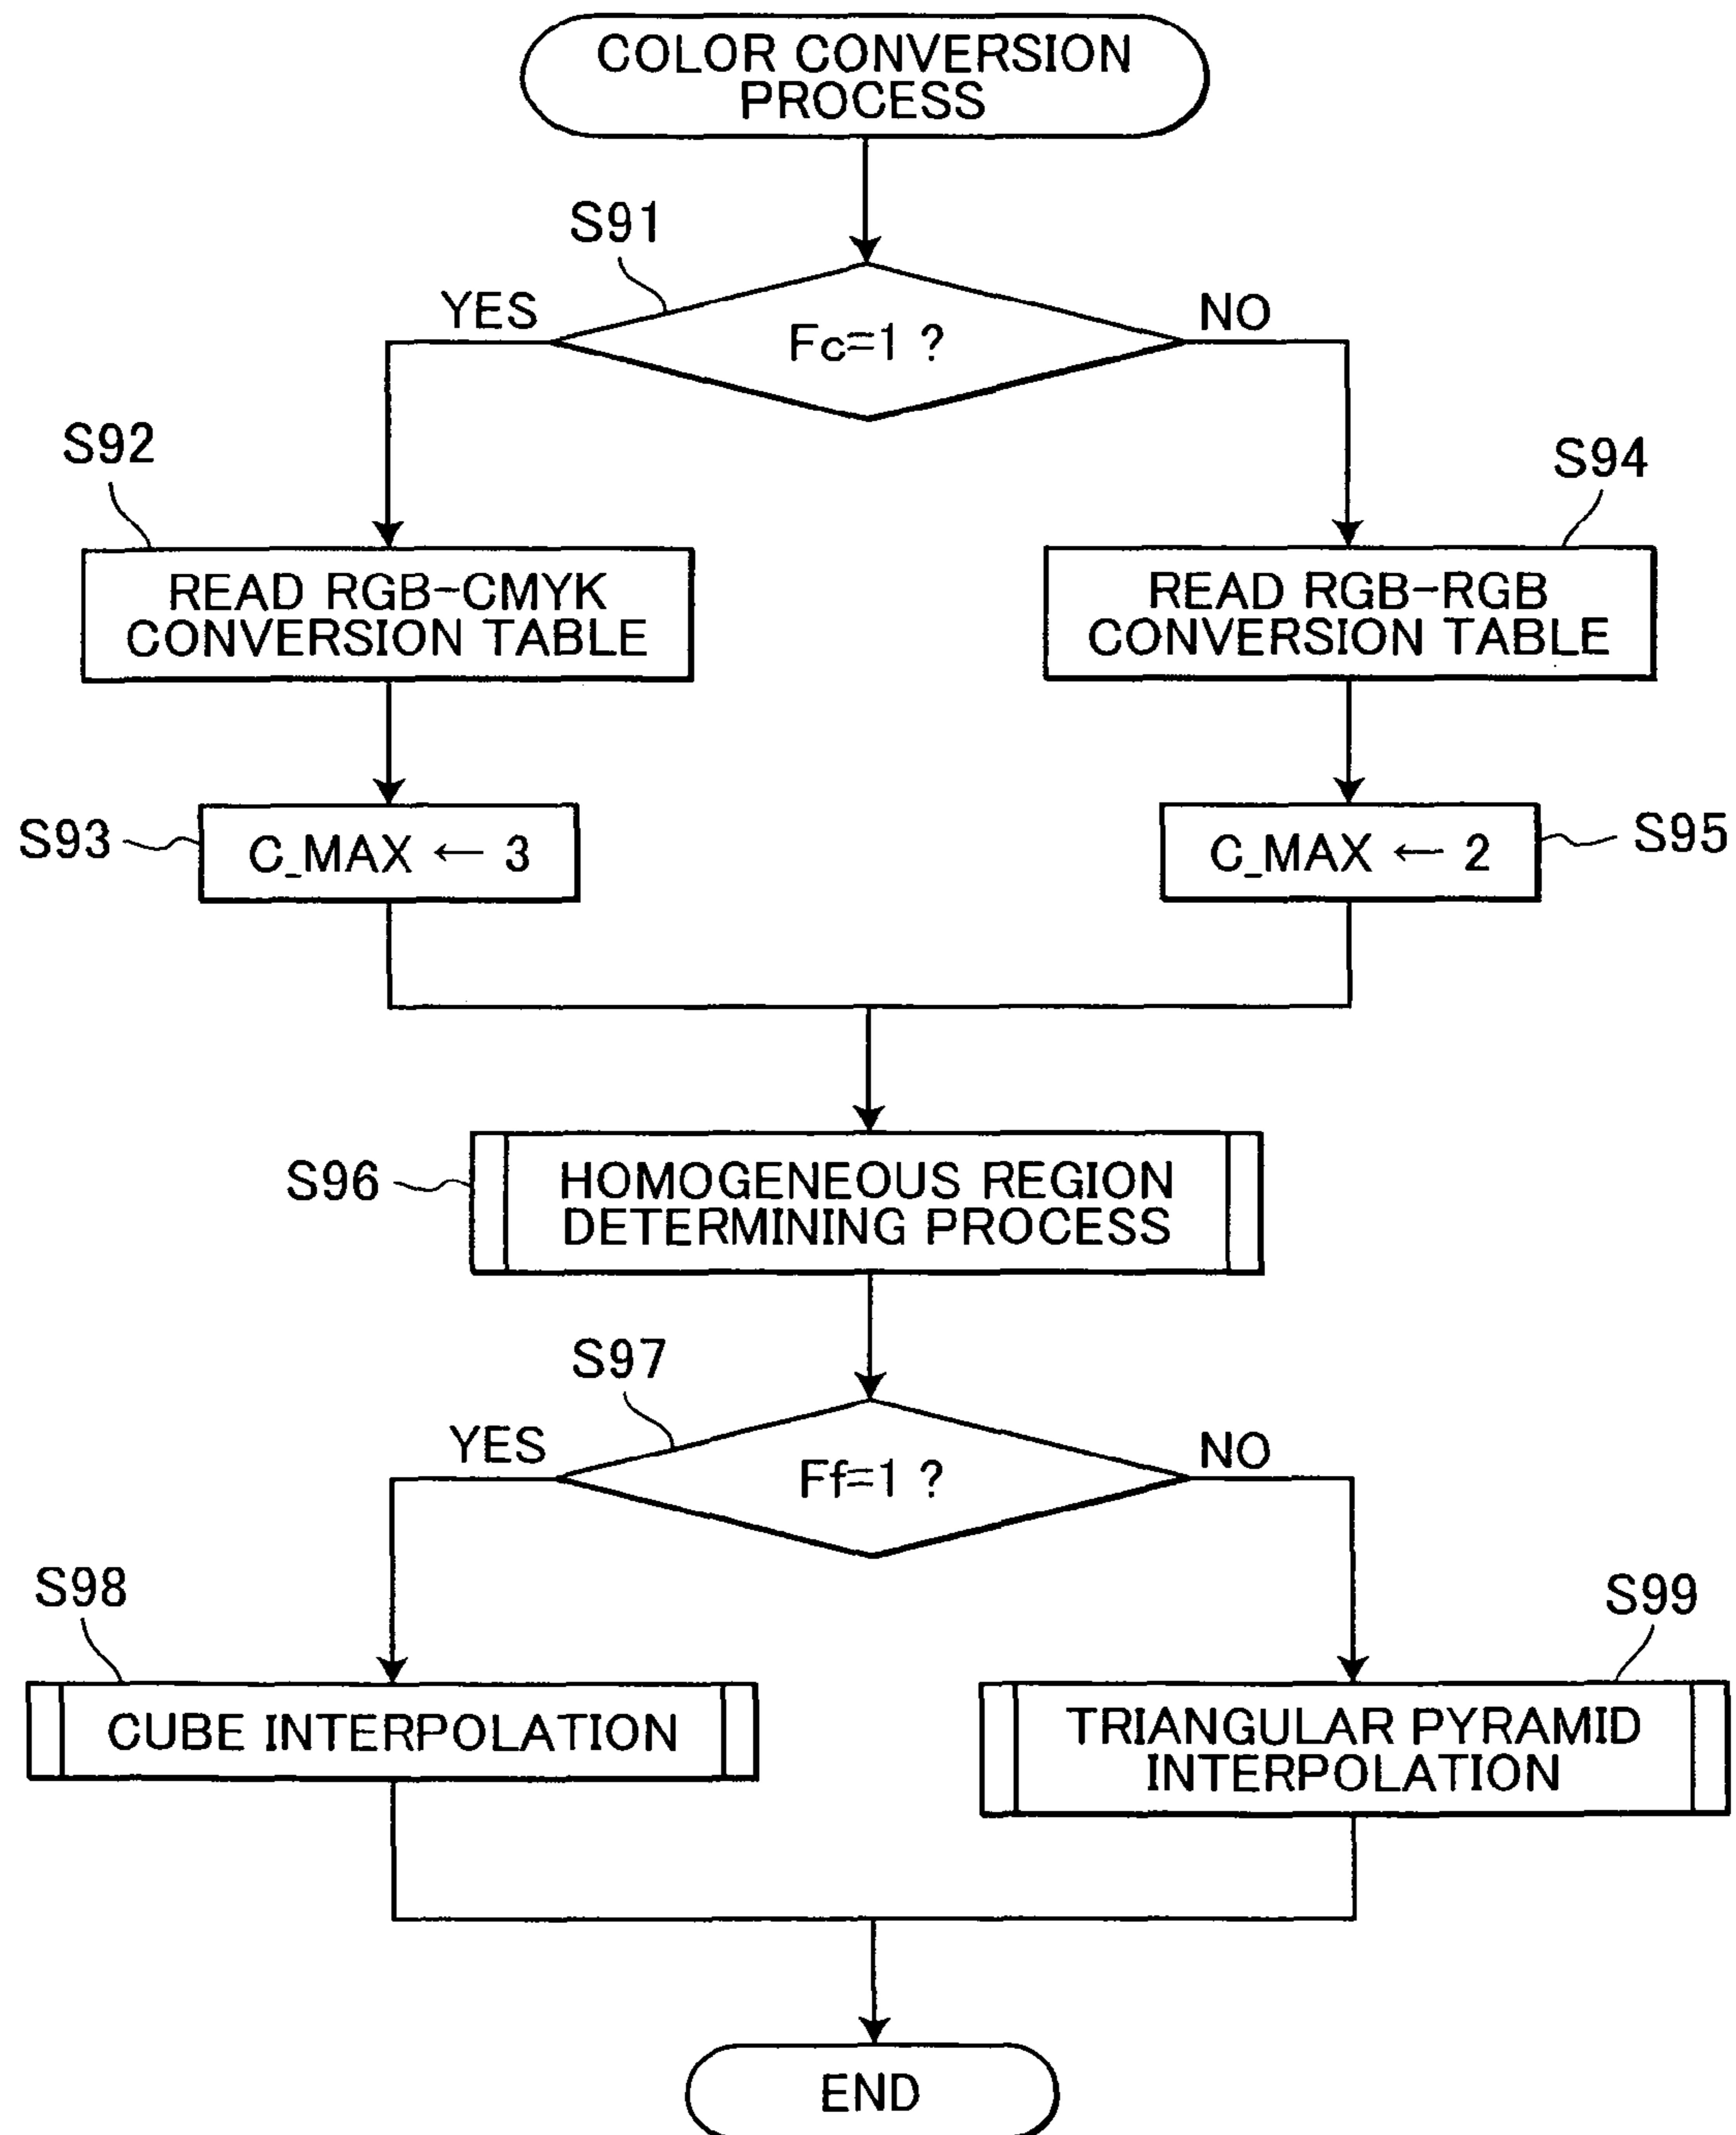 COLOR CONVERSION
PROCESS
S91
YES
NO
Fc=1 ?
S92
S94
READ RGB-CMYK
CONVERSION TABLE
READ RGB-RGB
CONVERSION TABLE
S93
C_MAX ← 3
C_MAX ← 2
S95
S96
HOMOGENEOUS REGION
DETERMINING PROCESS
S97
YES
NO
Ff=1 ?
S98
S99
CUBE INTERPOLATION
TRIANGULAR PYRAMID
INTERPOLATION
END